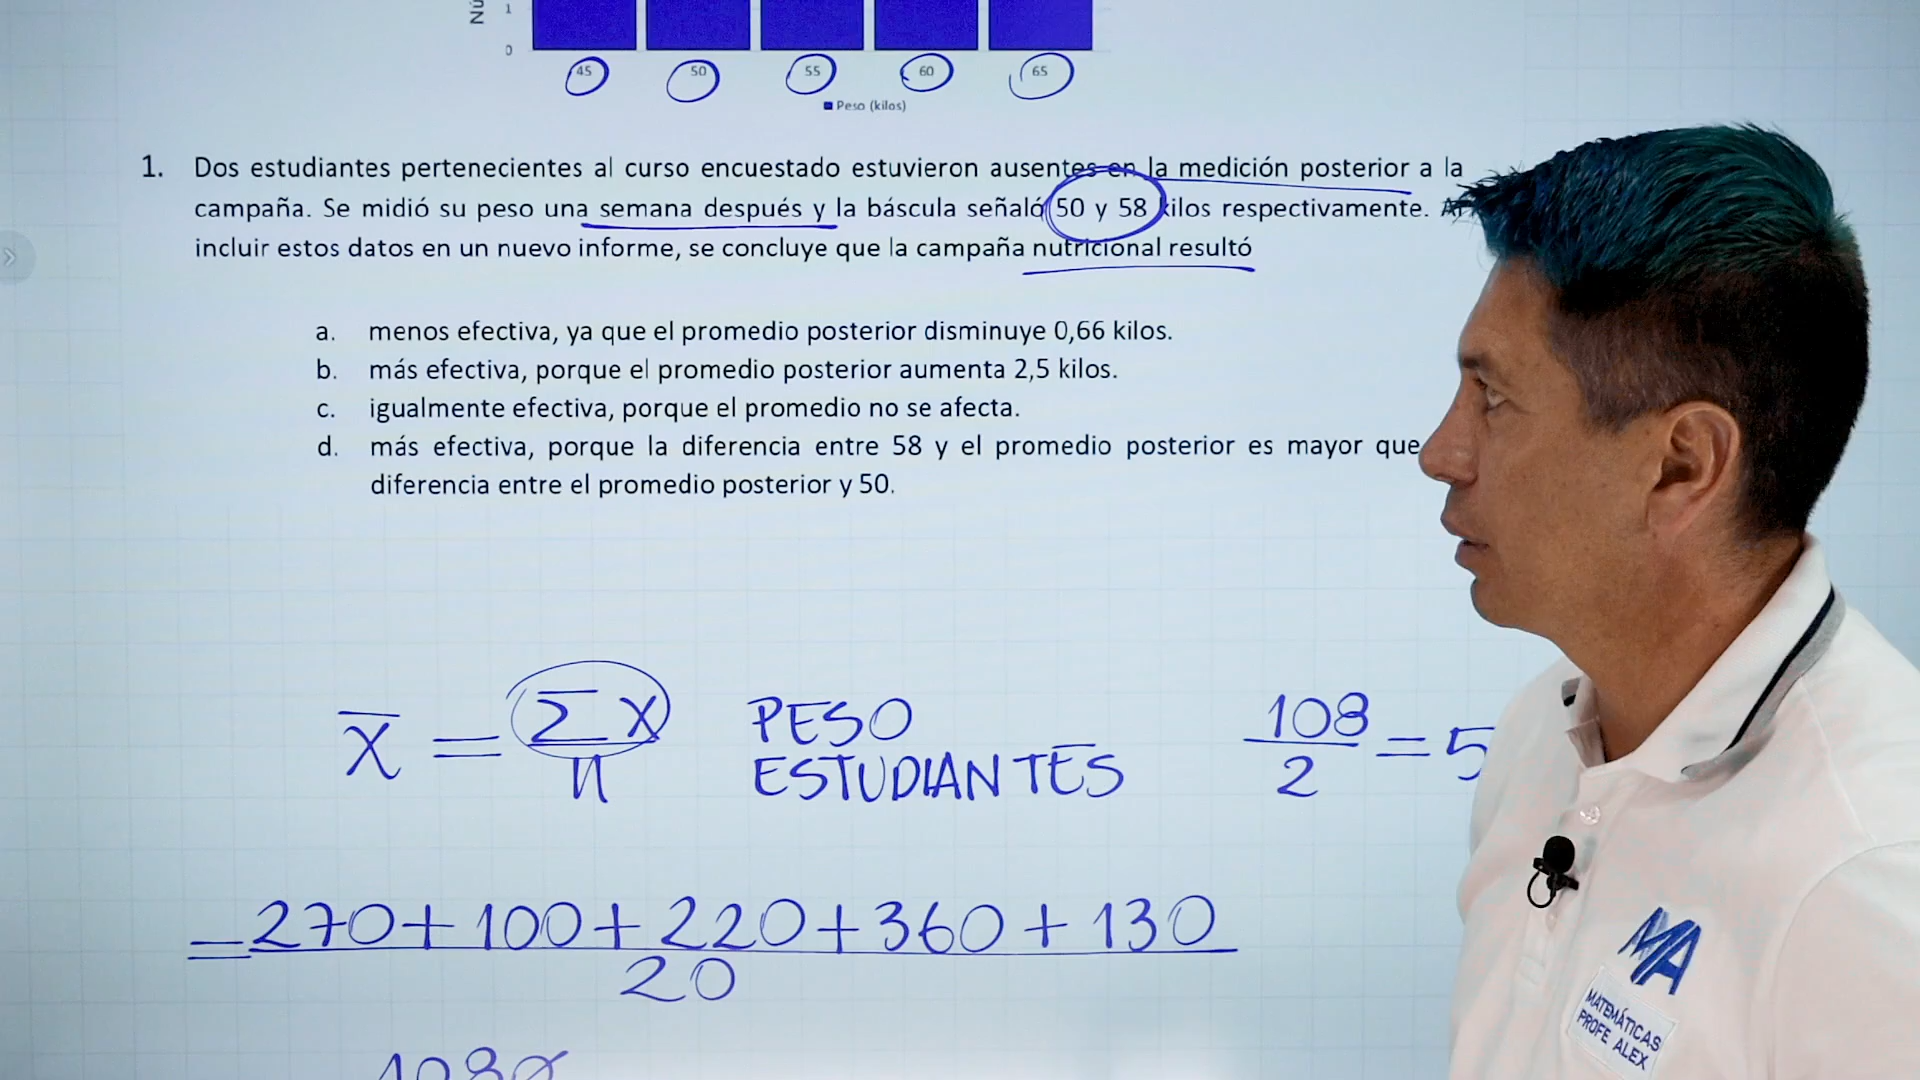 Nú
1
0
45 50 55 60 65
Peso (kilos)
1. Dos estudiantes pertenecientes al curso encuestado estuvieron ausentes en la medición posterior a la
campaña. Se midió su peso una semana después y la báscula señaló 50 y 58 kilos respectivamente. Al
incluir estos datos en un nuevo informe, se concluye que la campaña nutricional resultó
a. menos efectiva, ya que el promedio posterior disminuye 0,66 kilos.
b. más efectiva, porque el promedio posterior aumenta 2,5 kilos.
c. igualmente efectiva, porque el promedio no se afecta.
d. más efectiva, porque la diferencia entre 58 y el promedio posterior es mayor que
diferencia entre el promedio posterior y 50.
x̄ = Σx/n PESO ESTUDIANTES 108/2 = 5
= 270+100+220+360+130
20
MA
MATEMÁTICAS
PROFE ALEX